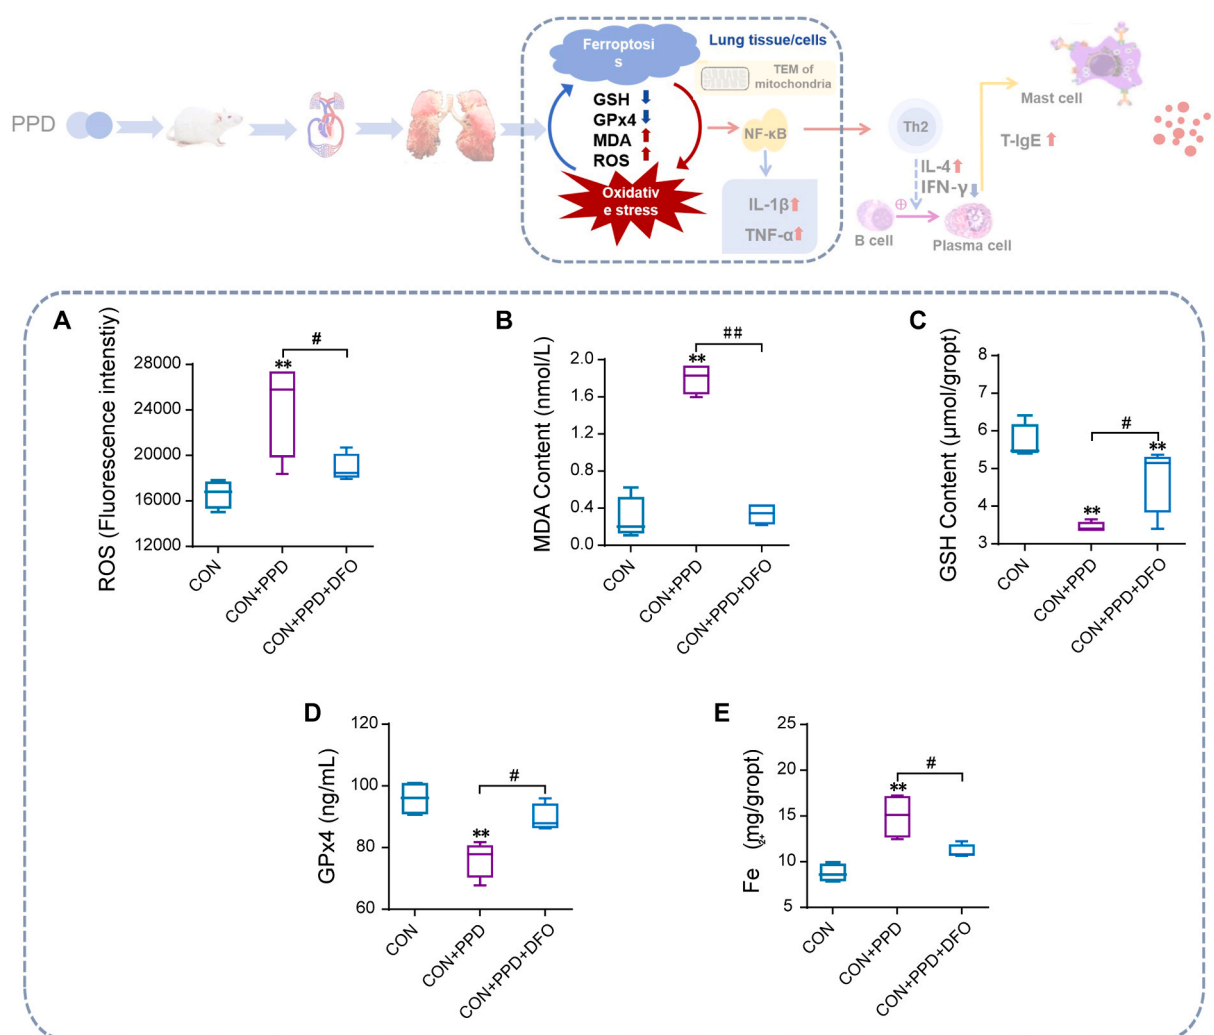 Ferroptosi
s
Lung tissue/cells
TEM of
mitochondria
GSH
GPx4
MDA
ROS
Oxidativ
e stress
NF-κB
IL-1β
TNF-α
PPD
Th2
IL-4
IFN-γ
B cell
Plasma cell
Mast cell
T-IgE
A
ROS (Fluorescence intenstiy)
28000
24000
20000
16000
12000
**
#
CON
CON+PPD
CON+PPD+DFO
B
MDA Content (nmol/L)
2.0
1.6
1.2
0.8
0.4
0.0
**
##
CON
CON+PPD
CON+PPD+DFO
C
GSH Content (μmol/gropt)
8
7
6
5
4
3
**
#
**
CON
CON+PPD
CON+PPD+DFO
D
GPx4 (ng/mL)
120
100
80
60
**
#
CON
CON+PPD
CON+PPD+DFO
E
Fe 2+ (mg/gropt)
25
20
15
10
5
**
#
CON
CON+PPD
CON+PPD+DFO